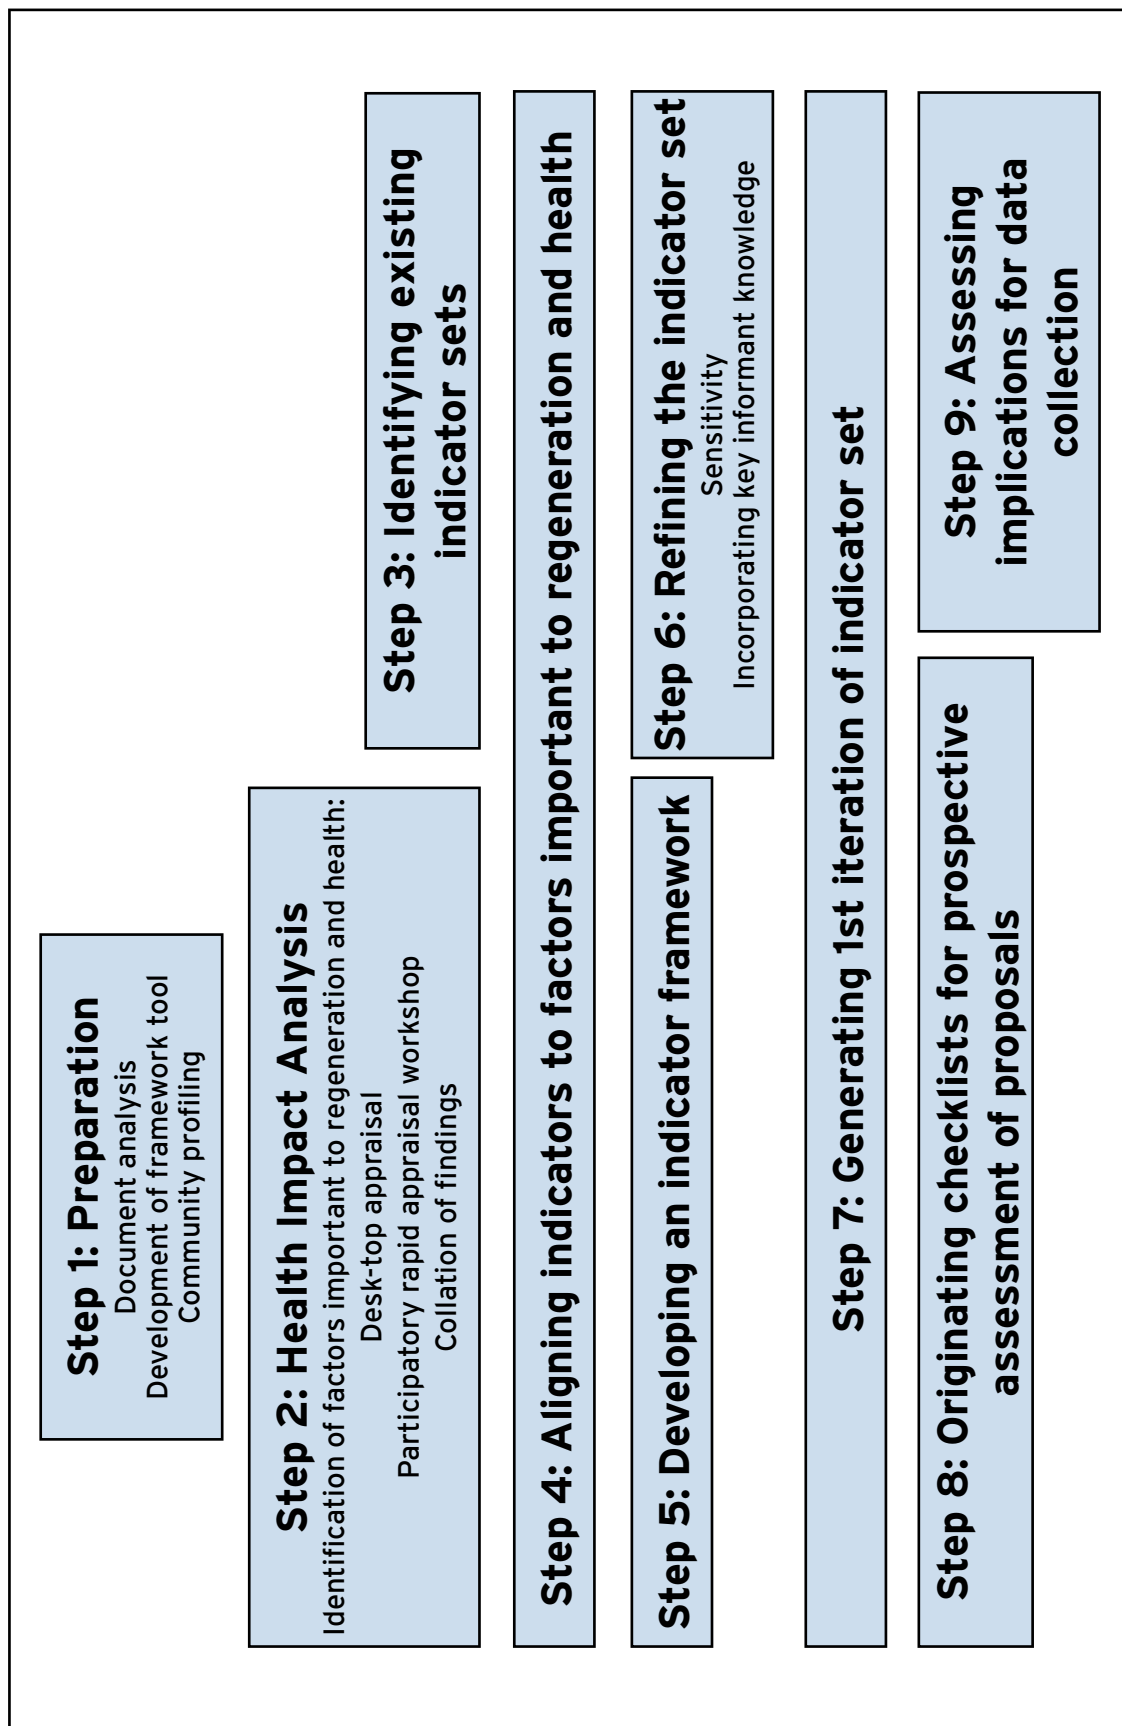 Step 1: Preparation
Document analysis
Development of framework tool
Community profiling
Step 2: Health Impact Analysis
Identification of factors important to regeneration and health:
Desk-top appraisal
Participatory rapid appraisal workshop
Collation of findings
Step 3: Identifying existing
indicator sets
Step 4: Aligning indicators to factors important to regeneration and health
Step 5: Developing an indicator framework
Step 6: Refining the indicator set
Sensitivity
Incorporating key informant knowledge
Step 7: Generating 1st iteration of indicator set
Step 8: Originating checklists for prospective
assessment of proposals
Step 9: Assessing
implications for data
collection